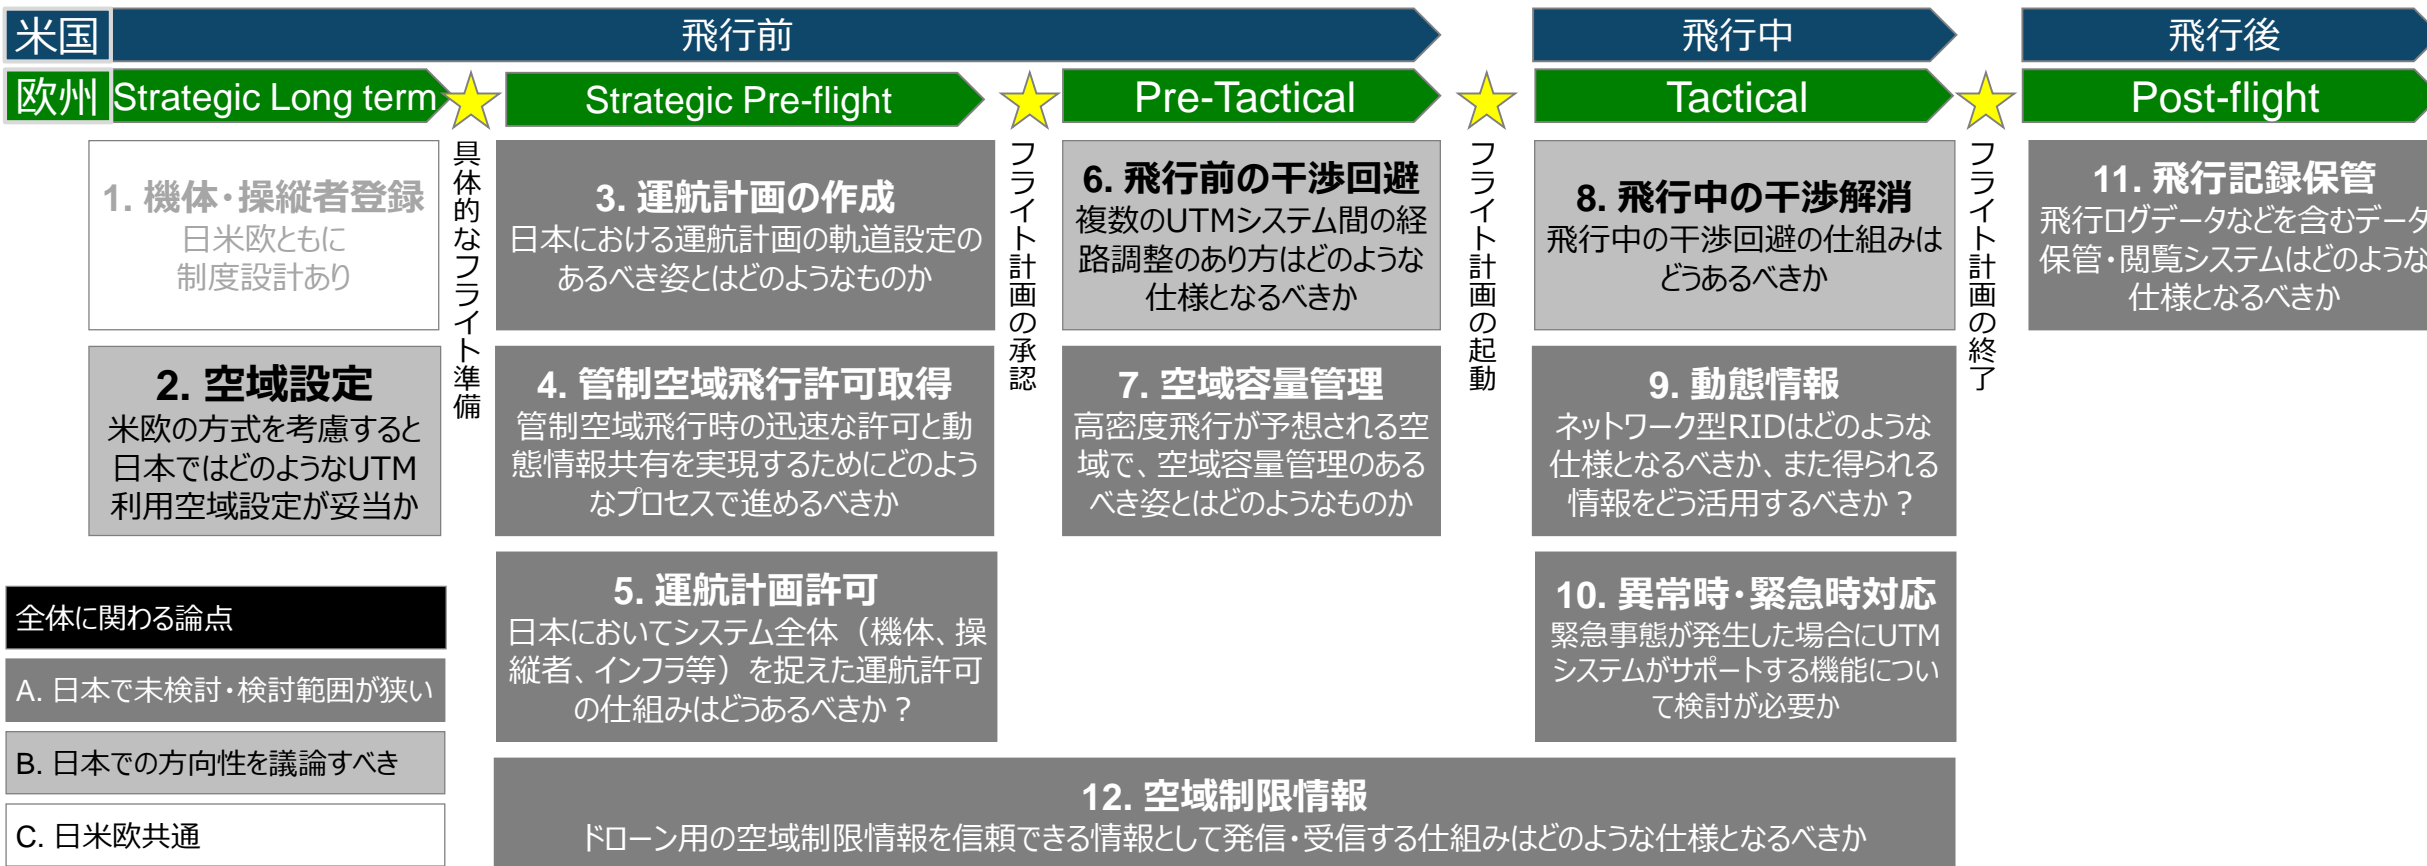 米国
飛行前
飛行中
飛行後
欧州
Strategic Long term
Strategic Pre-flight
Pre-Tactical
Tactical
Post-flight
1. 機体・操縦者登録
日米欧ともに
制度設計あり
2. 空域設定
米欧の方式を考慮すると
日本ではどのようなUTM
利用空域設定が妥当か
具体的なフライト準備
3. 運航計画の作成
日本における運航計画の軌道設定の
あるべき姿とはどのようなものか
4. 管制空域飛行許可取得
管制空域飛行時の迅速な許可と動
態情報共有を実現するためにどのよう
なプロセスで進めるべきか
5. 運航計画許可
日本においてシステム全体（機体、操
縦者、インフラ等）を捉えた運航許可
の仕組みはどうあるべきか？
フライト計画の承認
6. 飛行前の干渉回避
複数のUTMシステム間の経
路調整のあり方はどのような
仕様となるべきか
7. 空域容量管理
高密度飛行が予想される空
域で、空域容量管理のある
べき姿とはどのようなものか
フライト計画の起動
8. 飛行中の干渉解消
飛行中の干渉回避の仕組みは
どうあるべきか
9. 動態情報
ネットワーク型RIDはどのような
仕様となるべきか、また得られる
情報をどう活用するべきか？
10. 異常時・緊急時対応
緊急事態が発生した場合にUTM
システムがサポートする機能につい
て検討が必要か
フライト計画の終了
11. 飛行記録保管
飛行ログデータなどを含むデータ
保管・閲覧システムはどのような
仕様となるべきか
12. 空域制限情報
ドローン用の空域制限情報を信頼できる情報として発信・受信する仕組みはどのような仕様となるべきか
全体に関わる論点
A. 日本で未検討・検討範囲が狭い
B. 日本での方向性を議論すべき
C. 日米欧共通